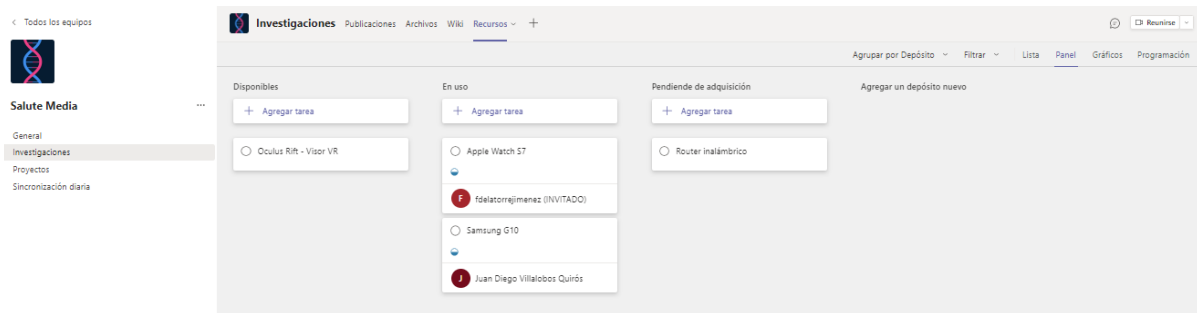 Todos los equipos
Salute Media
General
Investigaciones
Proyectos
Sincronización diaria
Investigaciones Publicaciones Archivos Wiki Recursos
Reunirse
Agrupar por Depósito Filtrar Lista Panel Gráficos Programación
Disponibles
Agregar tarea
Oculus Rift - Visor VR
En uso
Agregar tarea
Apple Watch S7
F fdelatorrejimenez (INVITADO)
Samsung G10
J Juan Diego Villalobos Quirós
Pendiende de adquisición
Agregar tarea
Router inalámbrico
Agregar un depósito nuevo